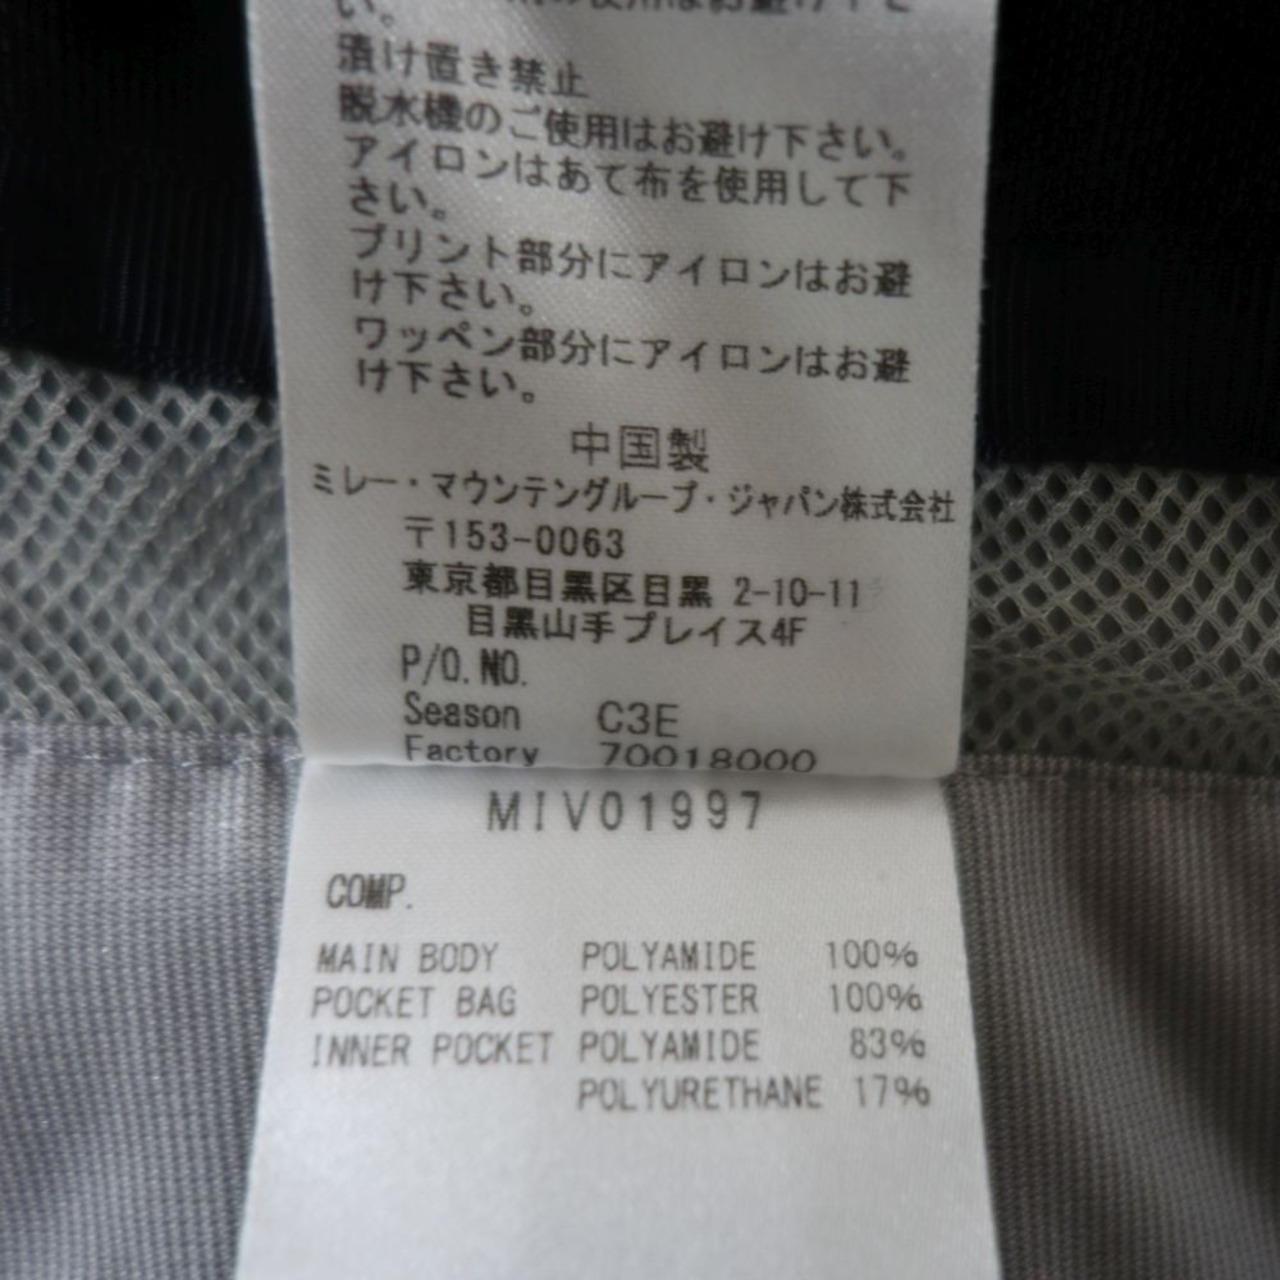 い。
漬け置き禁止
脱水機のご使用はお避け下さい。
アイロンはあて布を使用して下
さい。
プリント部分にアイロンはお避
け下さい。
ワッペン部分にアイロンはお避
け下さい。
中国製
ミレー・マウンテングループ・ジャパン株式会社
〒153-0063
東京都目黒区目黒 2-10-11
目黒山手プレイス4F
P/O.NO.
Season C3E
Factory 70018000
MIV01997
COMP.
MAIN BODY POLYAMIDE 100%
POCKET BAG POLYESTER 100%
INNER POCKET POLYAMIDE 83%
POLYURETHANE 17%